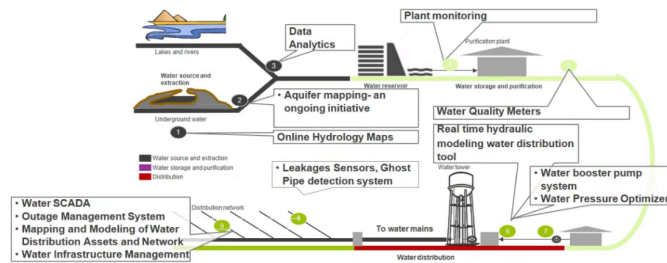 Plant monitoring
Data
Analytics
Lakes and rivers
Purification plant
3
Water source and
extraction
Water reservoir
Water storage and purification
2
• Aquifer mapping- an
ongoing initiative
Underground water
Water Quality Meters
1
Online Hydrology Maps
Real time hydraulic
modeling water distribution
tool
Water source and extraction
Water storage and purification
Distribution
• Leakages Sensors, Ghost
Pipe detection system
Water tower
• Water booster pump
system
• Water Pressure Optimizer
• Water SCADA
• Outage Management System
• Mapping and Modeling of Water
Distribution Assets and Network
• Water Infrastructure Management
Distribution network
8
9
To water mains
6
7
Water distribution